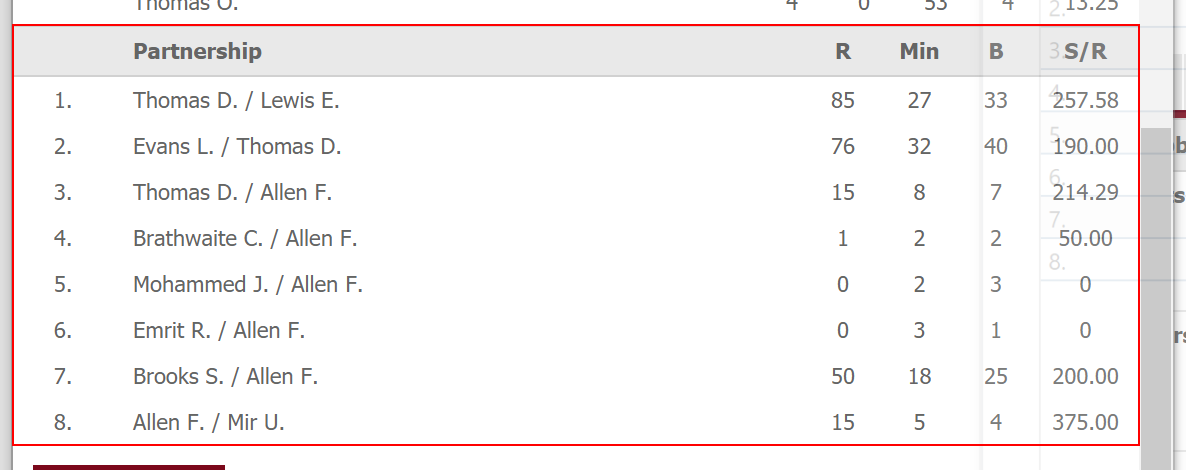 Thomas O. 4 0 53 4 13.25
Partnership R Min B S/R
1. Thomas D. / Lewis E. 85 27 33 257.58
2. Evans L. / Thomas D. 76 32 40 190.00
3. Thomas D. / Allen F. 15 8 7 214.29
4. Brathwaite C. / Allen F. 1 2 2 50.00
5. Mohammed J. / Allen F. 0 2 3 0
6. Emrit R. / Allen F. 0 3 1 0
7. Brooks S. / Allen F. 50 18 25 200.00
8. Allen F. / Mir U. 15 5 4 375.00
2.
3.
4.
5.
6.
7.
8.